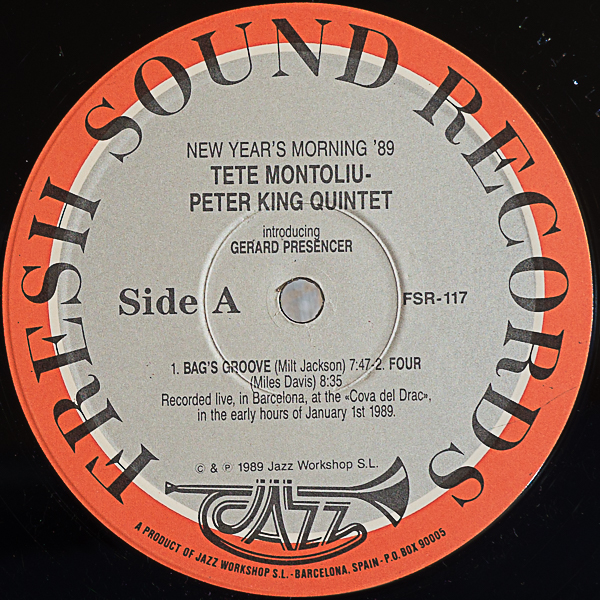 FRESH SOUND RECORDS
NEW YEAR'S MORNING '89
TETE MONTOLIU-
PETER KING QUINTET
introducing
GERARD PRESENCER
Side A
FSR-117
1. BAG'S GROOVE (Milt Jackson) 7:47-2. FOUR
(Miles Davis) 8:35
Recorded live, in Barcelona, at the «Cova del Drac»,
in the early hours of January 1st 1989.
© & ℗ 1989 Jazz Workshop S.L.
JAZZ
A PRODUCT OF JAZZ WORKSHOP S.L. - BARCELONA. SPAIN - P.O. BOX 90005